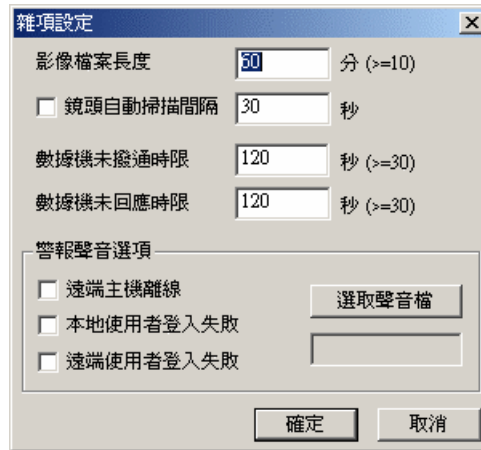 雜項設定
影像檔案長度 60 分 (>=10)
鏡頭自動掃描間隔 30 秒
數據機未撥通時限 120 秒 (>=30)
數據機未回應時限 120 秒 (>=30)
警報聲音選項
遠端主機離線
選取聲音檔
本地使用者登入失敗
遠端使用者登入失敗
確定 取消